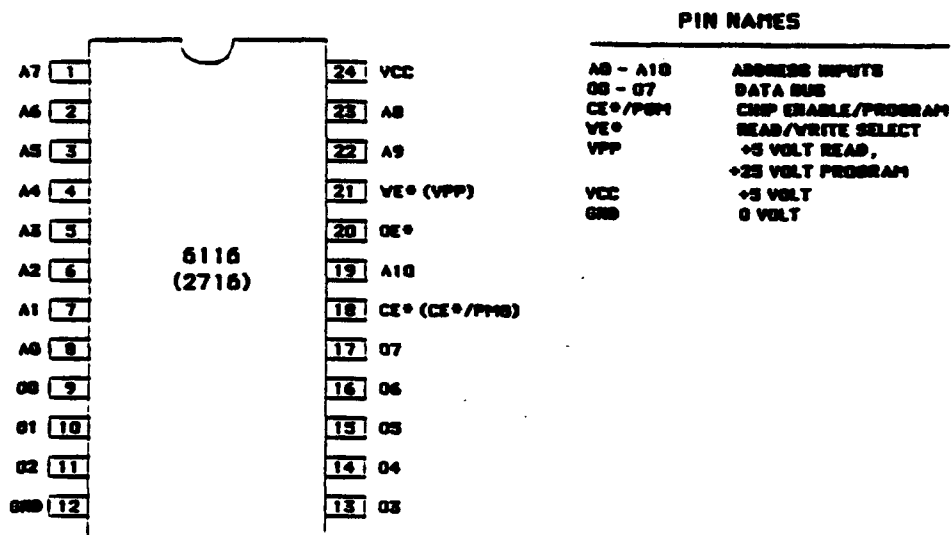 PIN NAMES
A0 - A10 ADDRESS INPUTS
O0 - O7 DATA BUS
CE*/PGM CHIP ENABLE/PROGRAM
WE* READ/WRITE SELECT
VPP +5 VOLT READ,
+25 VOLT PROGRAM
VCC +5 VOLT
GND 0 VOLT
A7 1 24 VCC
A6 2 23 A8
A5 3 22 A9
A4 4 21 WE* (VPP)
A3 5 20 OE*
A2 6 19 A10
A1 7 18 CE* (CE*/PMG)
A0 8 17 O7
O0 9 16 O6
O1 10 15 O5
O2 11 14 O4
GND 12 13 O3
6116
(2716)